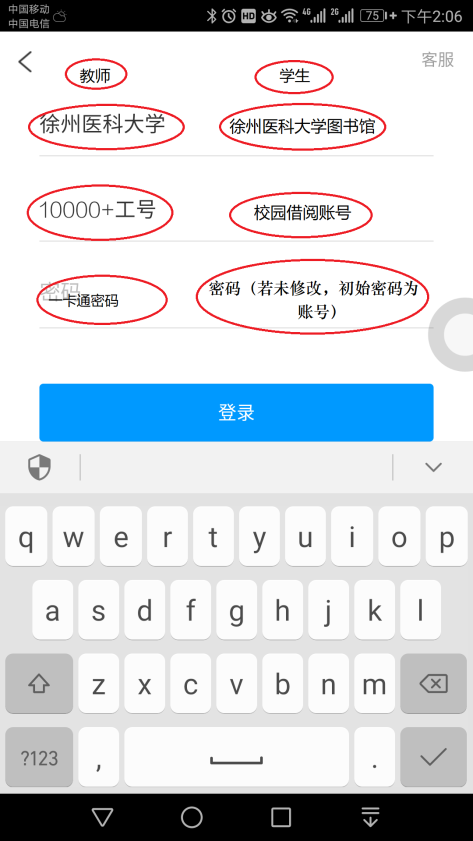 中国移动
中国电信
HD 4G 2G 75 下午2:06
客服
教师 学生
徐州医科大学 徐州医科大学图书馆
10000+工号 校园借阅账号
密码
一卡通密码 密码（若未修改，初始密码为
账号）
登录
q w e r t y u i o p
a s d f g h j k l
z x c v b n m
?123 , .